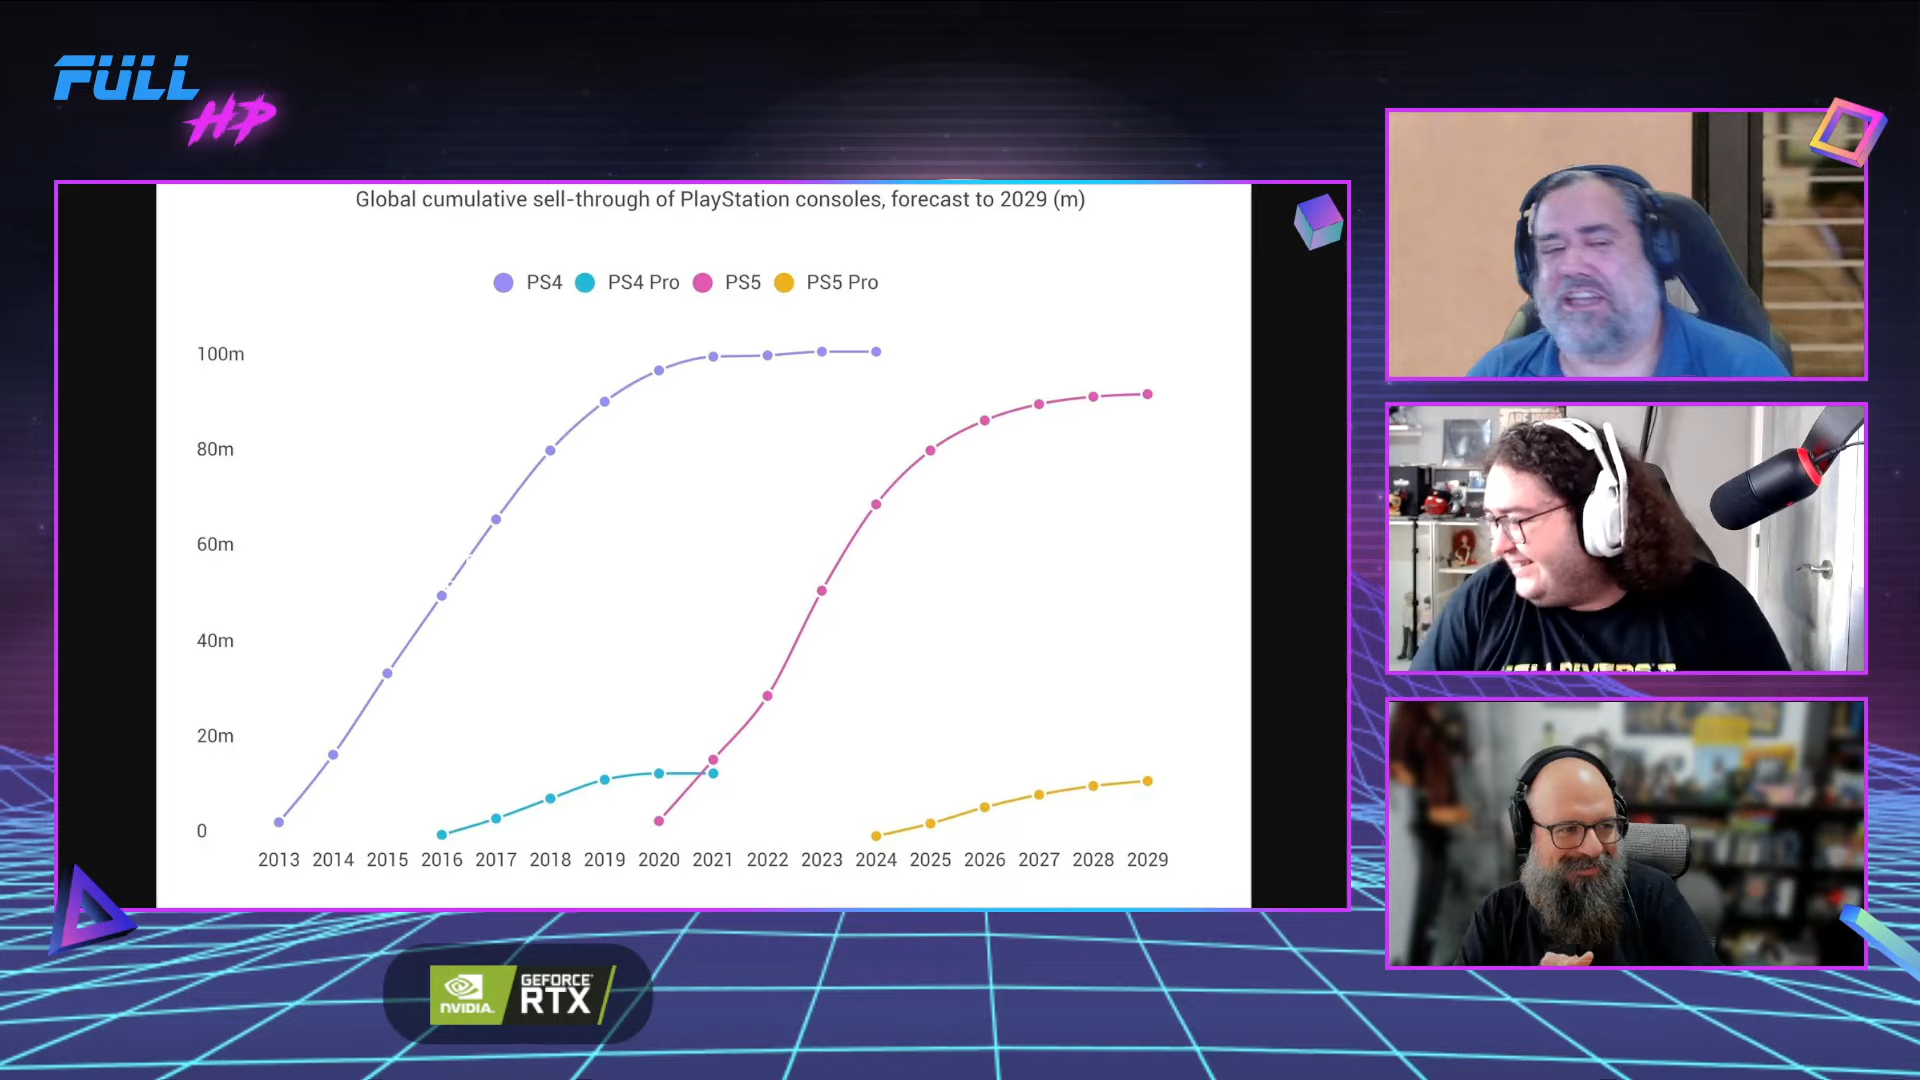 FULL
HP
Global cumulative sell-through of PlayStation consoles, forecast to 2029 (m)
PS4 PS4 Pro PS5 PS5 Pro
100m
80m
60m
40m
20m
0
2013 2014 2015 2016 2017 2018 2019 2020 2021 2022 2023 2024 2025 2026 2027 2028 2029
NVIDIA.
GEFORCE
RTX